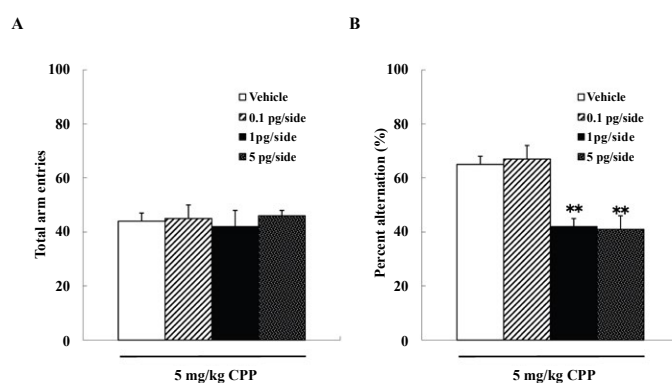 A
100
80
60
40
20
0
Total arm entries
Vehicle
0.1 pg/side
1pg/side
5 pg/side
5 mg/kg CPP
B
100
80
60
40
20
0
Percent alternation (%)
Vehicle
0.1 pg/side
1pg/side
5 pg/side
**
**
5 mg/kg CPP